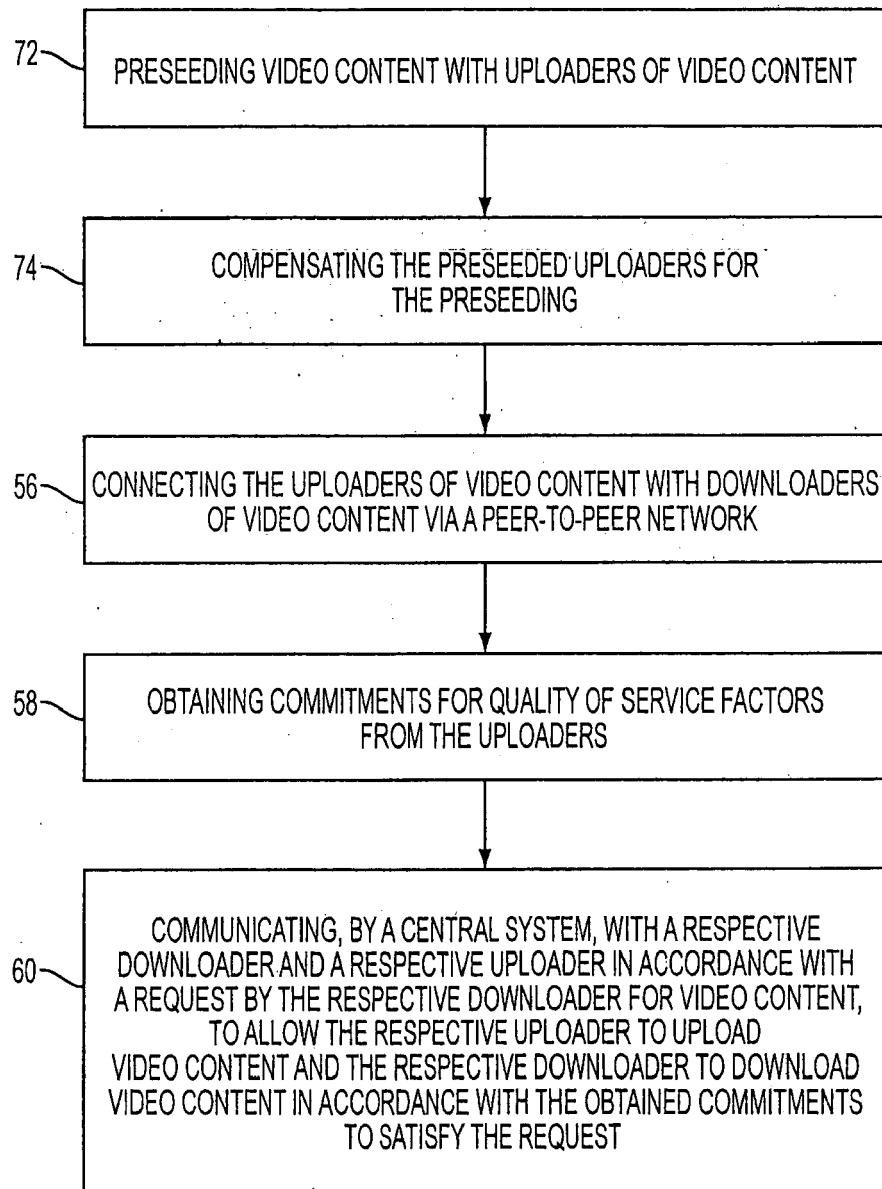 72
PRESEEDING VIDEO CONTENT WITH UPLOADERS OF VIDEO CONTENT
74
COMPENSATING THE PRESEEDED UPLOADERS FOR
THE PRESEEDING
56
CONNECTING THE UPLOADERS OF VIDEO CONTENT WITH DOWNLOADERS
OF VIDEO CONTENT VIA A PEER-TO-PEER NETWORK
58
OBTAINING COMMITMENTS FOR QUALITY OF SERVICE FACTORS
FROM THE UPLOADERS
60
COMMUNICATING, BY A CENTRAL SYSTEM, WITH A RESPECTIVE
DOWNLOADER AND A RESPECTIVE UPLOADER IN ACCORDANCE WITH
A REQUEST BY THE RESPECTIVE DOWNLOADER FOR VIDEO CONTENT,
TO ALLOW THE RESPECTIVE UPLOADER TO UPLOAD
VIDEO CONTENT AND THE RESPECTIVE DOWNLOADER TO DOWNLOAD
VIDEO CONTENT IN ACCORDANCE WITH THE OBTAINED COMMITMENTS
TO SATISFY THE REQUEST